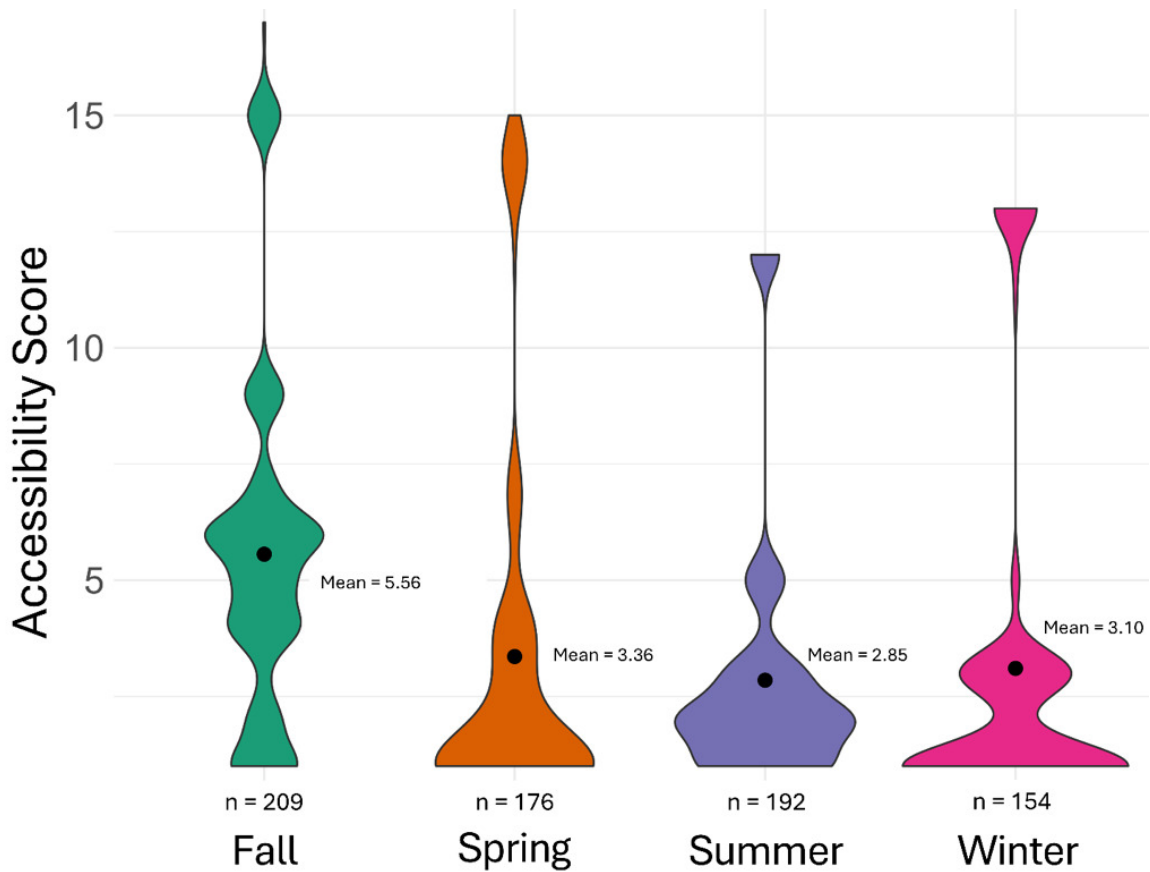 Accessibility Score
15
10
5
Mean = 5.56
Mean = 3.36
Mean = 2.85
Mean = 3.10
n = 209
n = 176
n = 192
n = 154
Fall
Spring
Summer
Winter